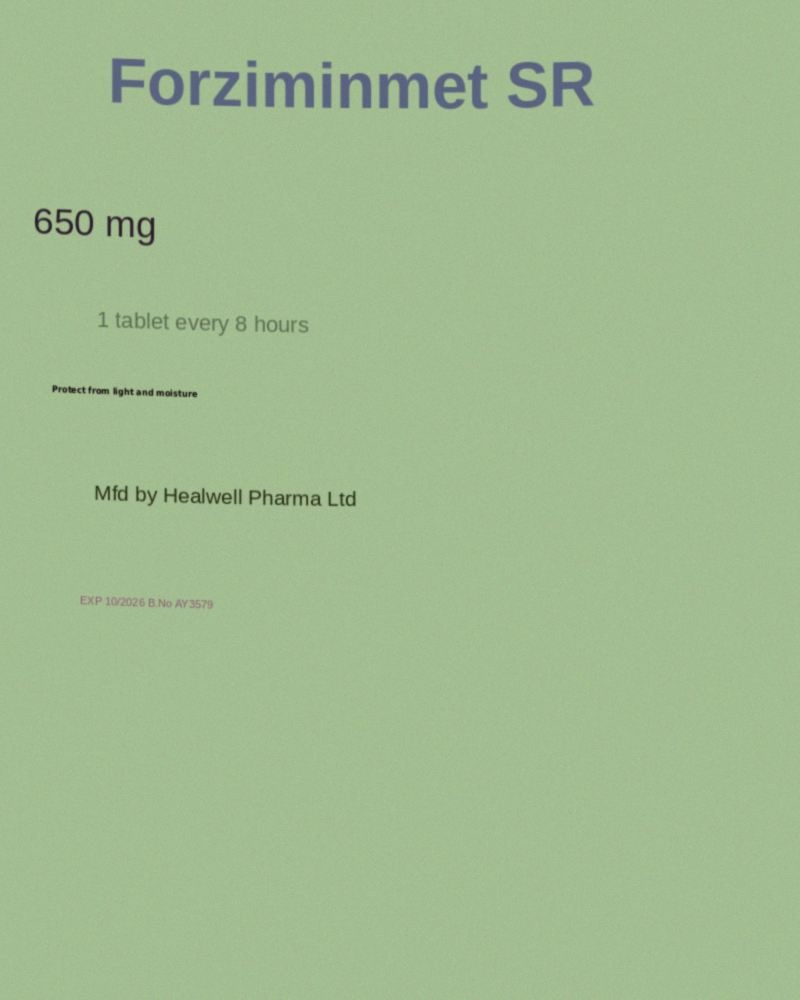 Forziminmet SR
650 mg
1 tablet every 8 hours
Protect from light and moisture
Mfd by Healwell Pharma Ltd
EXP 10/2026 B.No AY3579